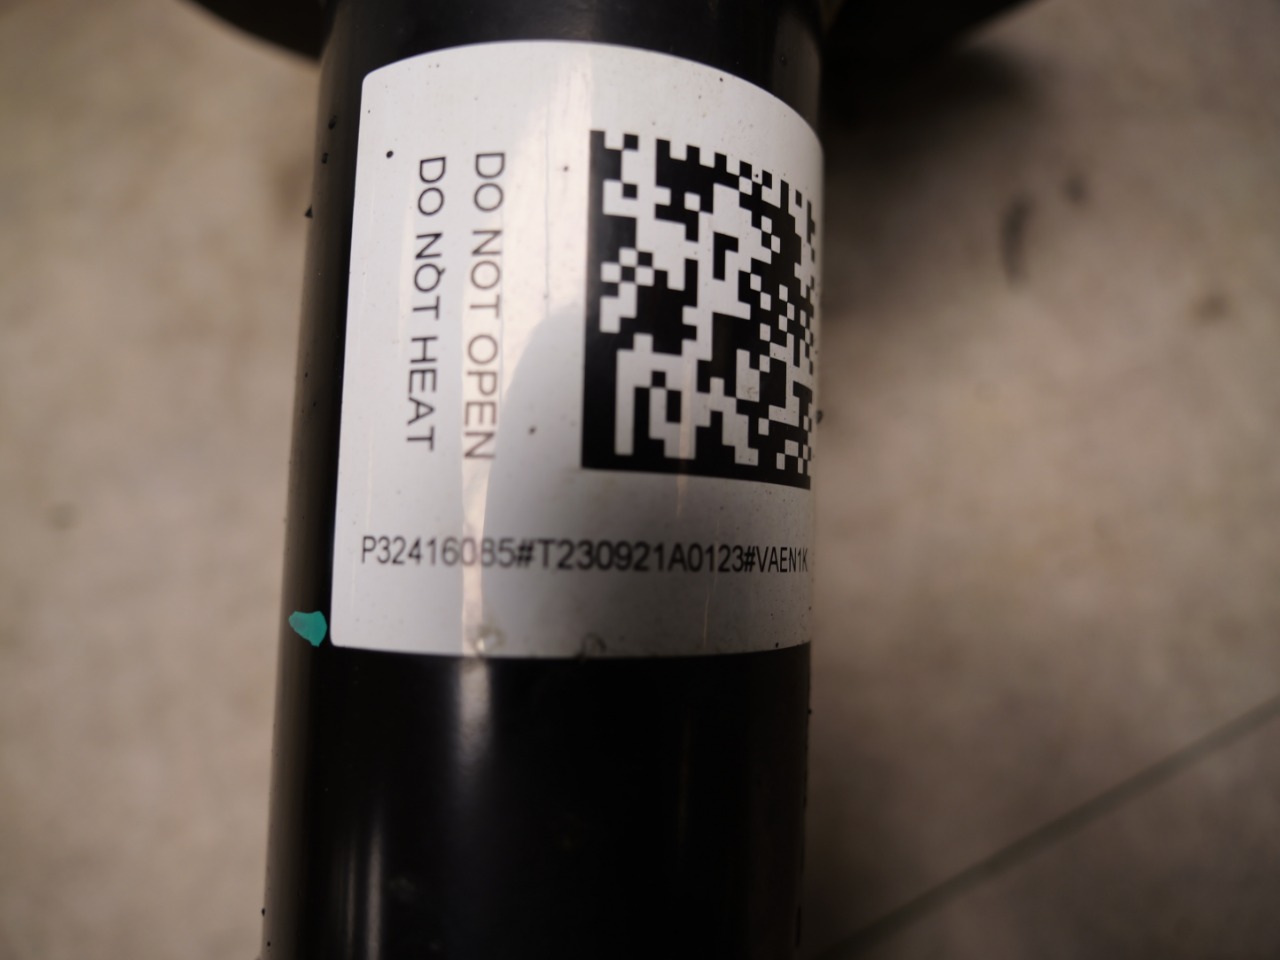 DO NOT OPEN
DO NOT HEAT
P32416085#T230921A0123#VAEN1K